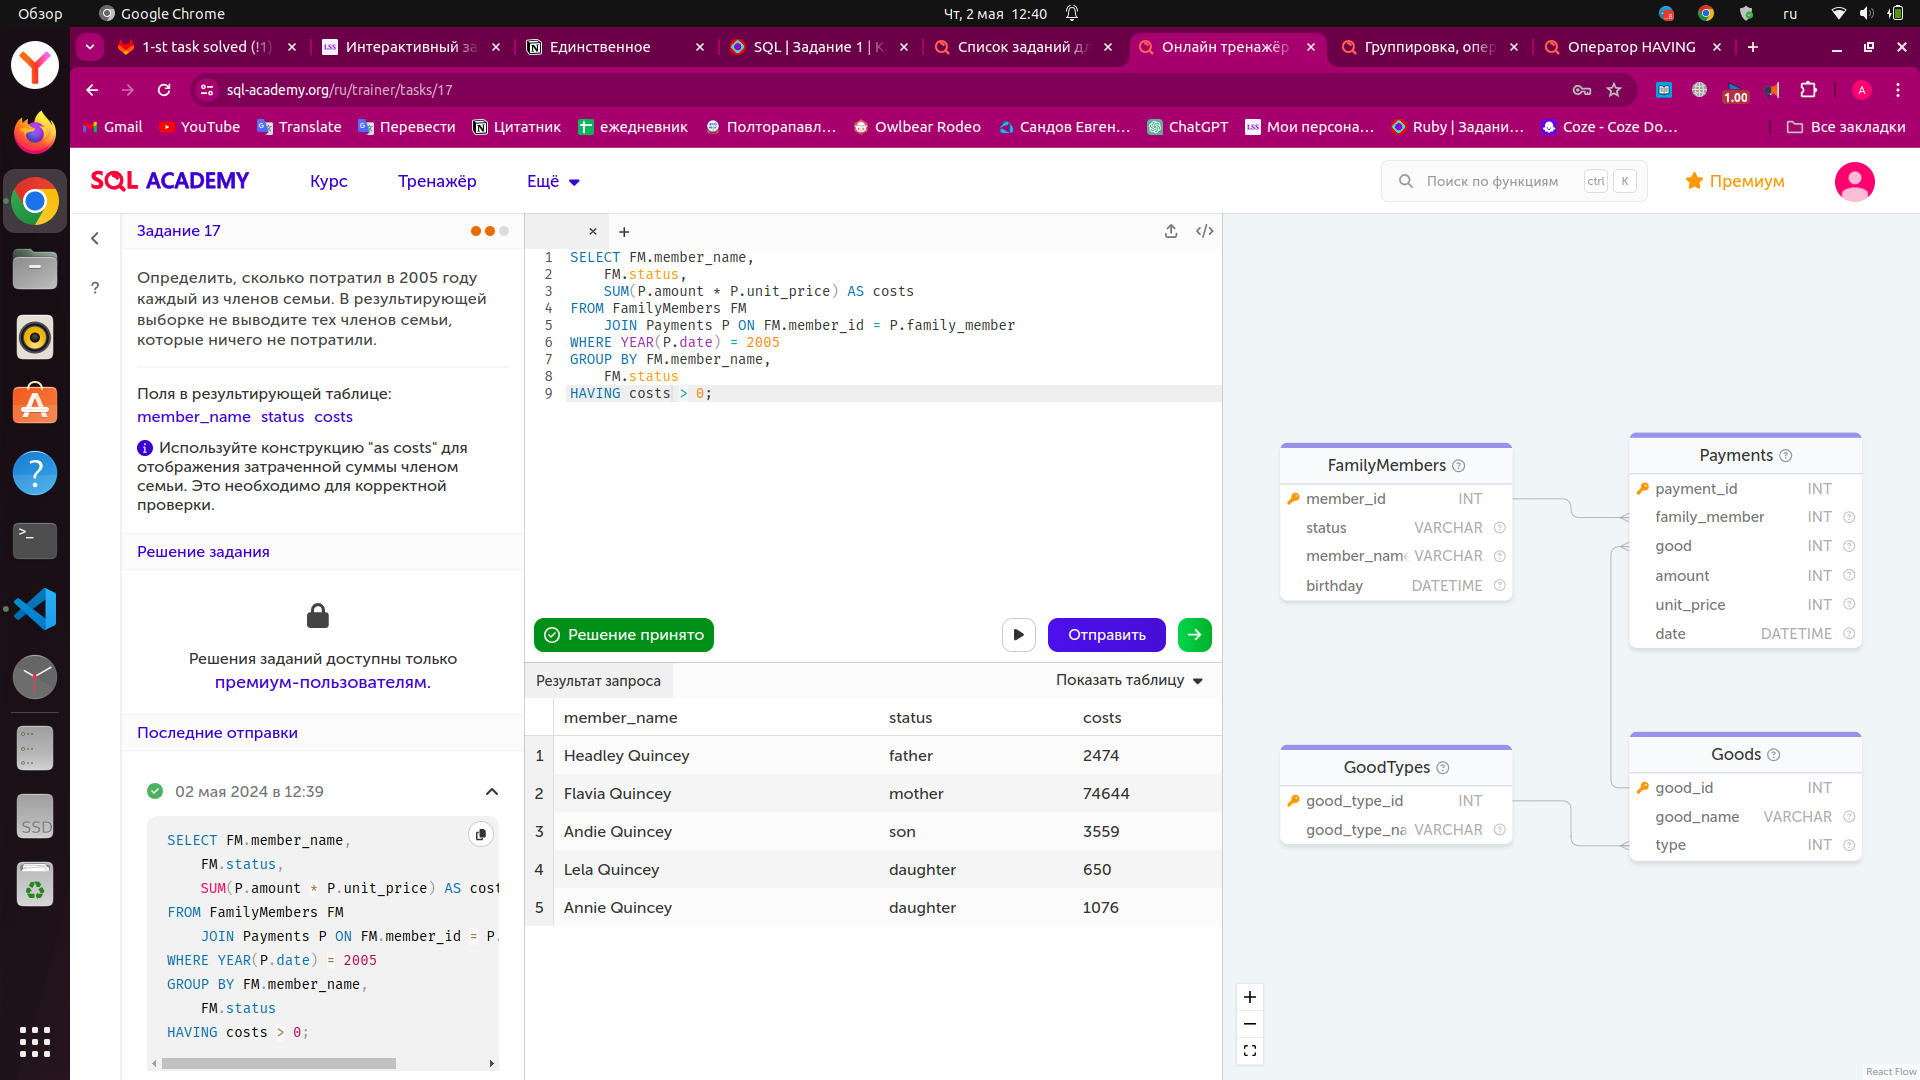 Обзор
Google Chrome
Чт, 2 мая 12:40
ru
1-st task solved (!1)
Интерактивный за
Единственное
SQL | Задание 1 | К
Список заданий дл
Онлайн тренажёр
Группировка, опер
Оператор HAVING
sql-academy.org/ru/trainer/tasks/17
1.00
A
Gmail
YouTube
Translate
Перевести
Цитатник
ежедневник
Полторапавл…
Owlbear Rodeo
Сандов Евген…
ChatGPT
Мои персона…
Ruby | Задани…
Coze - Coze Do…
Все закладки
SQL ACADEMY
Курс
Тренажёр
Ещё
Поиск по функциям
ctrl
K
Премиум
Задание 17
?
Определить, сколько потратил в 2005 году
каждый из членов семьи. В результирующей
выборке не выводите тех членов семьи,
которые ничего не потратили.
Поля в результирующей таблице:
member_name status costs
Используйте конструкцию "as costs" для
отображения затраченной суммы членом
семьи. Это необходимо для корректной
проверки.
Решение задания
Решения заданий доступны только
премиум-пользователям.
Последние отправки
02 мая 2024 в 12:39
SELECT FM.member_name,
FM.status,
SUM(P.amount * P.unit_price) AS cost
FROM FamilyMembers FM
JOIN Payments P ON FM.member_id = P.
WHERE YEAR(P.date) = 2005
GROUP BY FM.member_name,
FM.status
HAVING costs > 0;
1 SELECT FM.member_name,
2 FM.status,
3 SUM(P.amount * P.unit_price) AS costs
4 FROM FamilyMembers FM
5 JOIN Payments P ON FM.member_id = P.family_member
6 WHERE YEAR(P.date) = 2005
7 GROUP BY FM.member_name,
8 FM.status
9 HAVING costs > 0;
Решение принято
Отправить
Результат запроса
Показать таблицу
member_name status costs
1 Headley Quincey father 2474
2 Flavia Quincey mother 74644
3 Andie Quincey son 3559
4 Lela Quincey daughter 650
5 Annie Quincey daughter 1076
FamilyMembers
member_id INT
status VARCHAR
member_name VARCHAR
birthday DATETIME
Payments
payment_id INT
family_member INT
good INT
amount INT
unit_price INT
date DATETIME
GoodTypes
good_type_id INT
good_type_na VARCHAR
Goods
good_id INT
good_name VARCHAR
type INT
React Flow
SSD